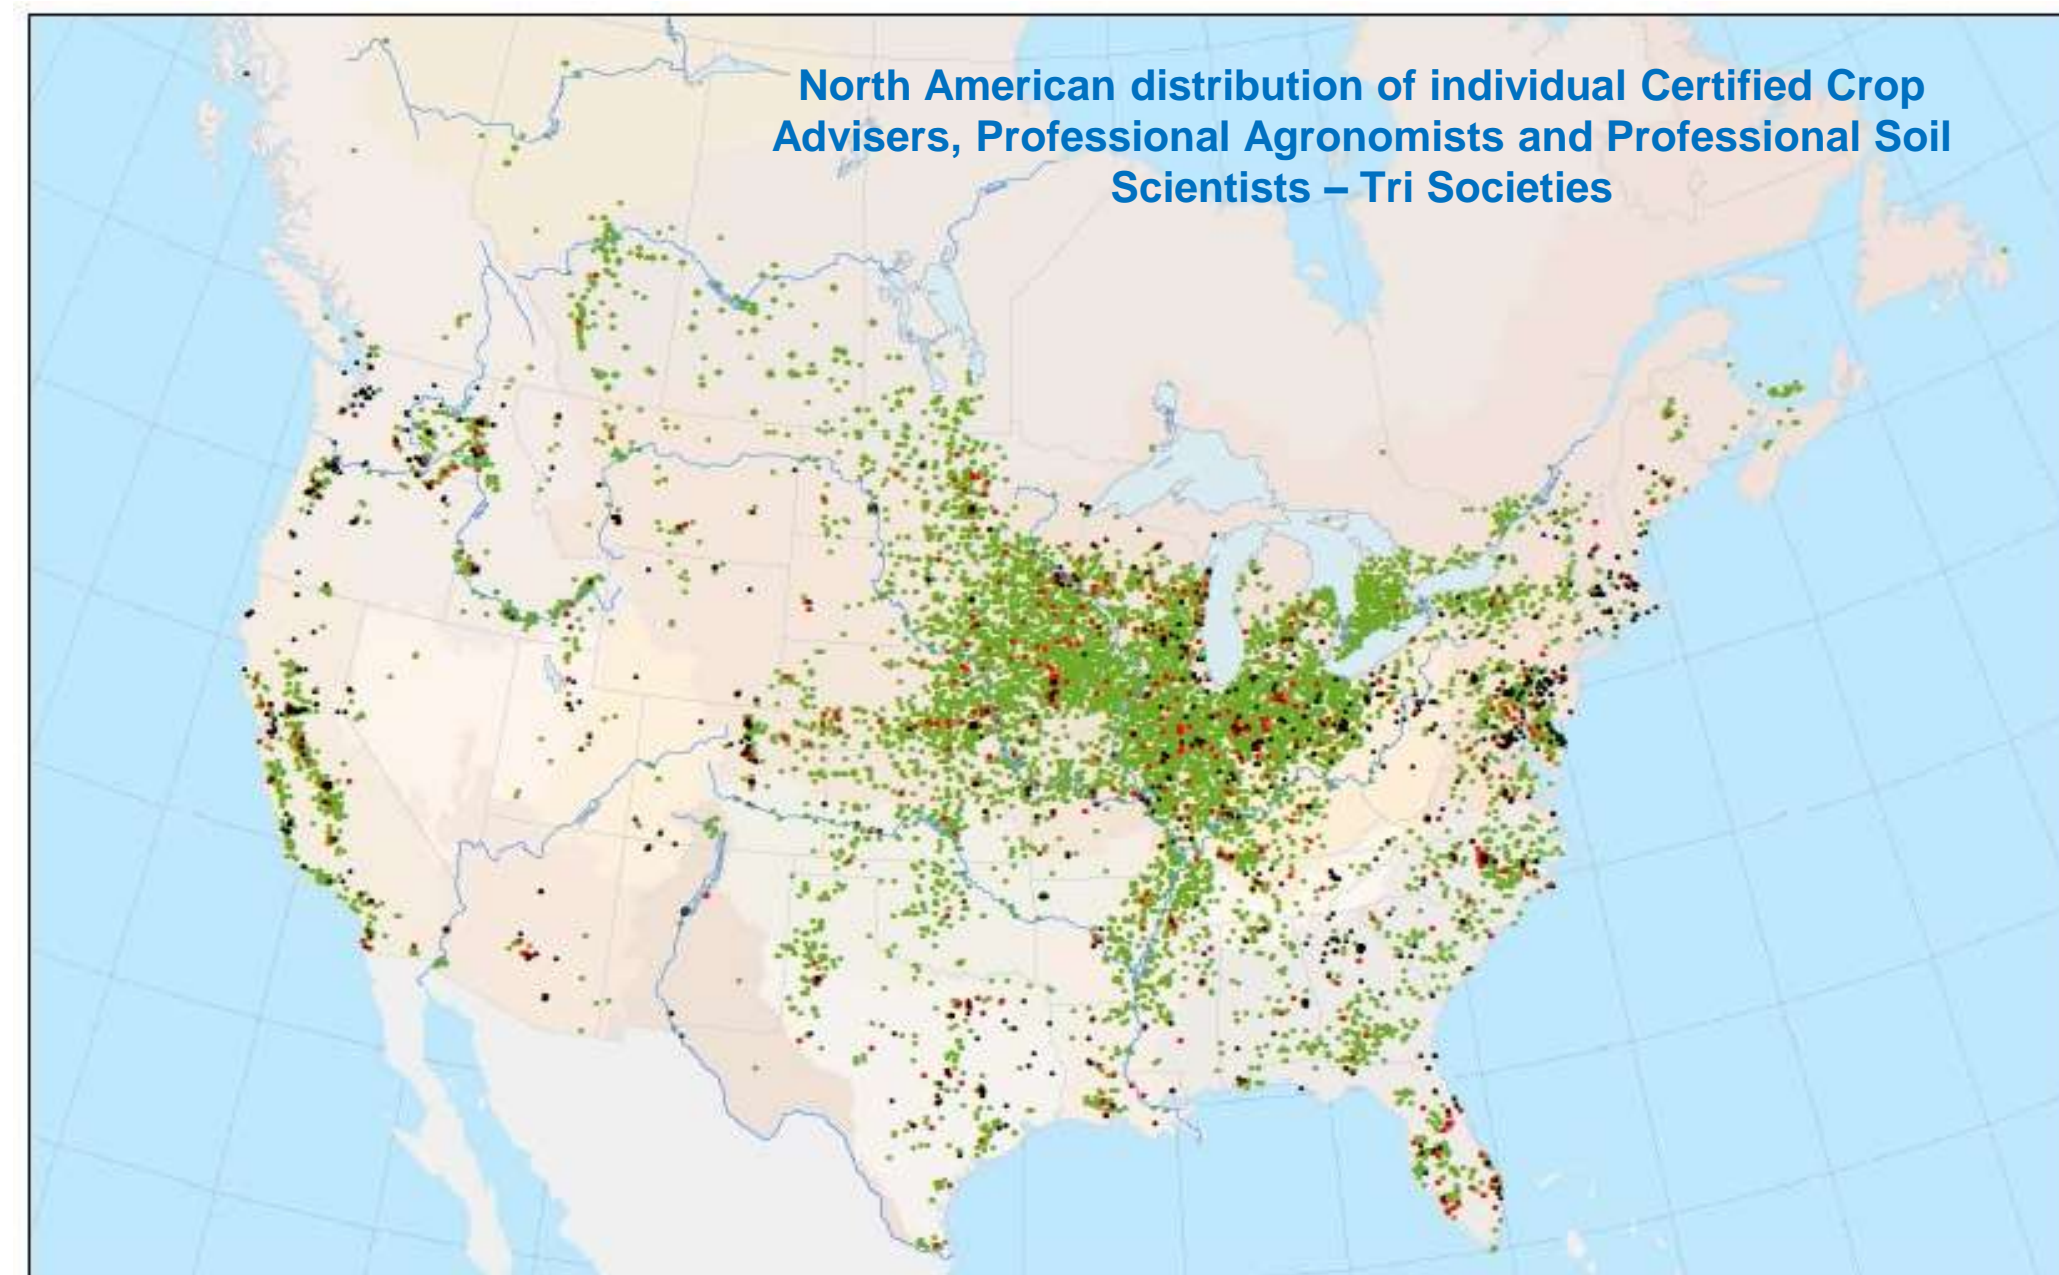 North American distribution of individual Certified Crop
Advisers, Professional Agronomists and Professional Soil
Scientists – Tri Societies